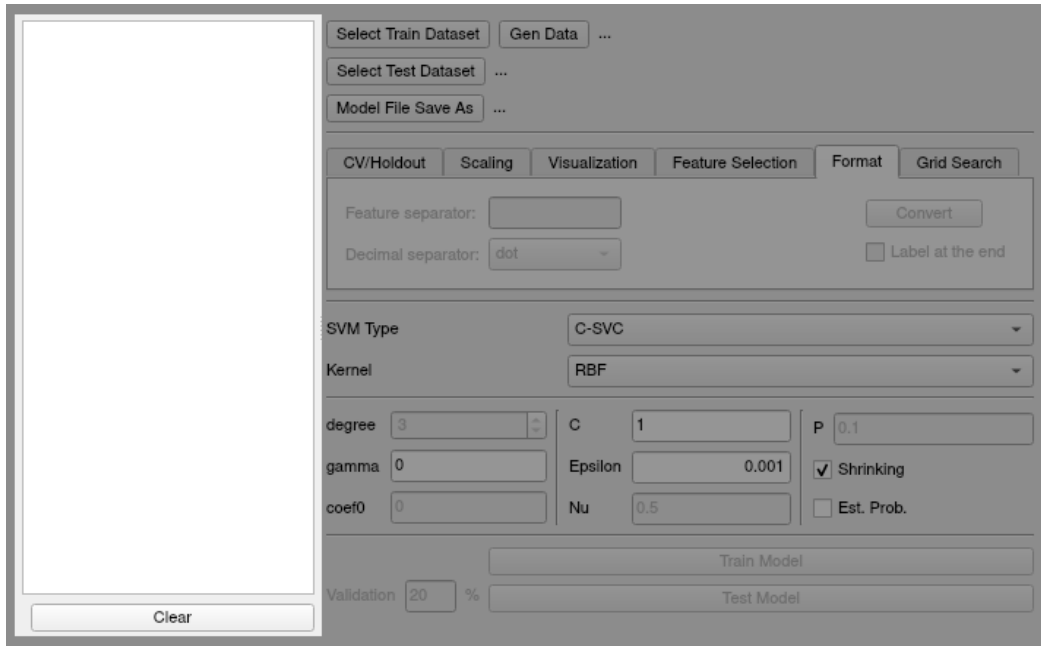 Select Train Dataset Gen Data ...
Select Test Dataset ...
Model File Save As ...
CV/Holdout Scaling Visualization Feature Selection Format Grid Search
Feature separator: Convert
Decimal separator: dot Label at the end
SVM Type C-SVC
Kernel RBF
degree 3 C 1 P 0.1
gamma 0 Epsilon 0.001 Shrinking
coef0 0 Nu 0.5 Est. Prob.
Train Model
Validation 20 % Test Model
Clear